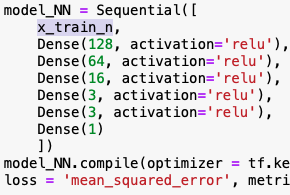 model_NN = Sequential([
x_train_n,
Dense(128, activation='relu'),
Dense(64, activation='relu'),
Dense(16, activation='relu'),
Dense(3, activation='relu'),
Dense(3, activation='relu'),
Dense(1)
])
model_NN.compile(optimizer = tf.ke
loss = 'mean_squared_error', metri